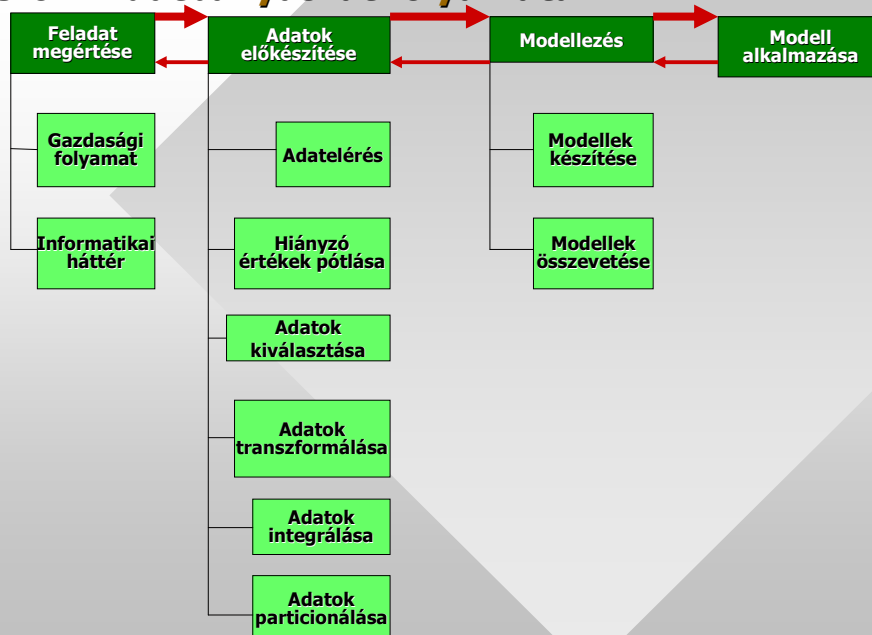 Feladat
megértése
Adatok
előkészítése
Modellezés
Modell
alkalmazása
Gazdasági
folyamat
Informatikai
háttér
Adatelérés
Hiányzó
értékek pótlása
Adatok
kiválasztása
Adatok
transzformálása
Adatok
integrálása
Adatok
particionálása
Modellek
készítése
Modellek
összevetése